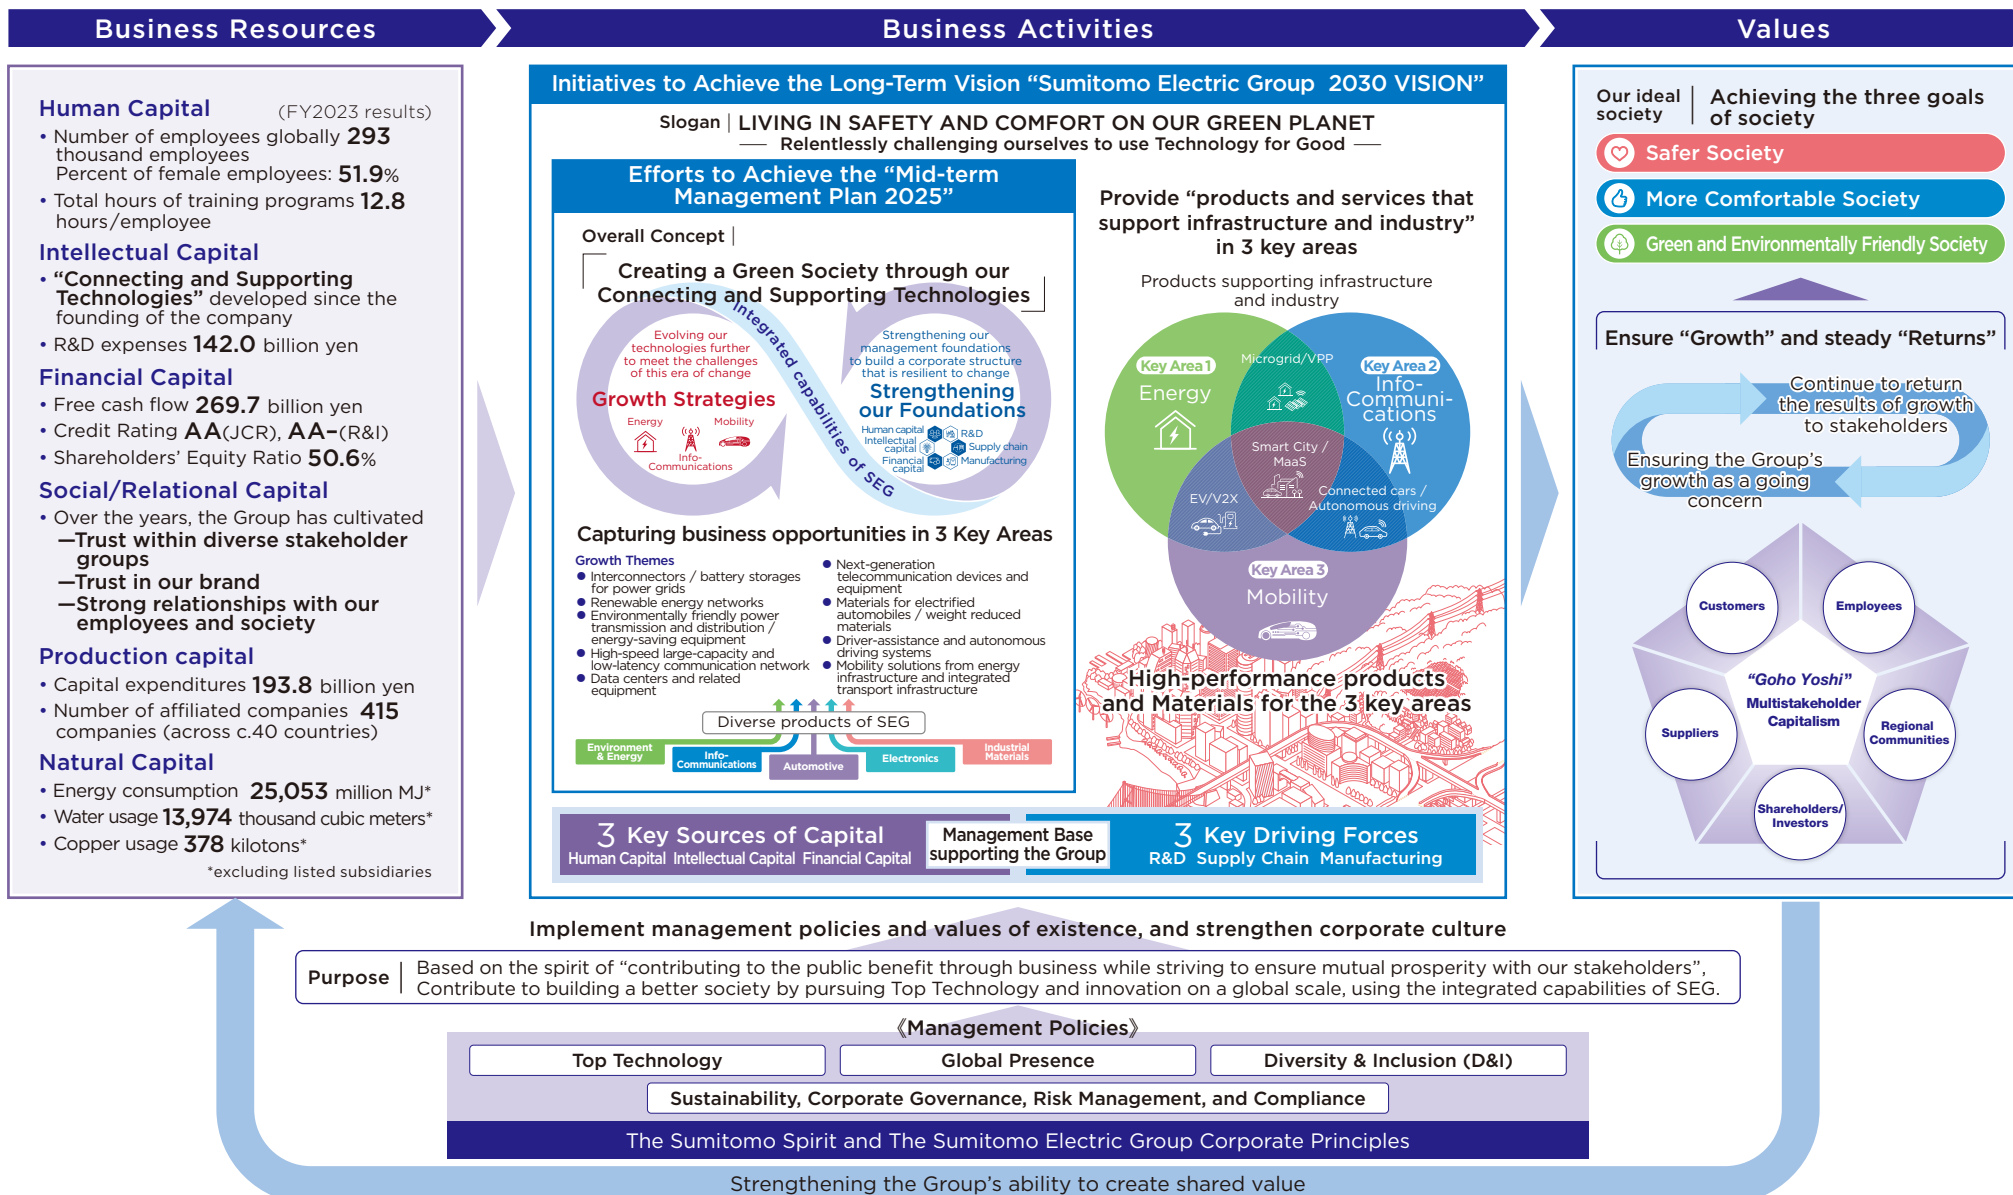 Business Resources
Business Activities
Values
Human Capital (FY2023 results)
• Number of employees globally 293
thousand employees
Percent of female employees: 51.9%
• Total hours of training programs 12.8
hours/employee
Intellectual Capital
• “Connecting and Supporting
Technologies” developed since the
founding of the company
• R&D expenses 142.0 billion yen
Financial Capital
• Free cash flow 269.7 billion yen
• Credit Rating AA(JCR), AA−(R&I)
• Shareholders’ Equity Ratio 50.6%
Social/Relational Capital
• Over the years, the Group has cultivated
—Trust within diverse stakeholder
groups
—Trust in our brand
—Strong relationships with our
employees and society
Production capital
• Capital expenditures 193.8 billion yen
• Number of affiliated companies 415
companies (across c.40 countries)
Natural Capital
• Energy consumption 25,053 million MJ*
• Water usage 13,974 thousand cubic meters*
• Copper usage 378 kilotons*
*excluding listed subsidiaries
Initiatives to Achieve the Long-Term Vision “Sumitomo Electric Group 2030 VISION”
Slogan | LIVING IN SAFETY AND COMFORT ON OUR GREEN PLANET
— Relentlessly challenging ourselves to use Technology for Good —
Efforts to Achieve the “Mid-term
Management Plan 2025”
Overall Concept |
Creating a Green Society through our
Connecting and Supporting Technologies
Integrated capabilities of SEG
Evolving our
technologies further
to meet the challenges
of this era of change
Growth Strategies
Energy
Mobility
Info-
Communications
Strengthening our
management foundations
to build a corporate structure
that is resilient to change
Strengthening
our Foundations
Human capital
R&D
Intellectual
capital
Supply chain
Financial
capital
Manufacturing
Capturing business opportunities in 3 Key Areas
Growth Themes
● Interconnectors / battery storages
for power grids
● Renewable energy networks
● Environmentally friendly power
transmission and distribution /
energy-saving equipment
● High-speed large-capacity and
low-latency communication network
● Data centers and related
equipment
● Next-generation
telecommunication devices and
equipment
● Materials for electrified
automobiles / weight reduced
materials
● Driver-assistance and autonomous
driving systems
● Mobility solutions from energy
infrastructure and integrated
transport infrastructure
Diverse products of SEG
Environment
& Energy
Info-
Communications
Automotive
Electronics
Industrial
Materials
Provide “products and services that
support infrastructure and industry”
in 3 key areas
Products supporting infrastructure
and industry
Key Area 1
Energy
Microgrid/VPP
Key Area 2
Info-
Communi-
cations
Smart City /
MaaS
EV/V2X
Connected cars /
Autonomous driving
Key Area 3
Mobility
High-performance products
and Materials for the 3 key areas
3 Key Sources of Capital
Human Capital Intellectual Capital Financial Capital
Management Base
supporting the Group
3 Key Driving Forces
R&D Supply Chain Manufacturing
Our ideal
society
Achieving the three goals
of society
Safer Society
More Comfortable Society
Green and Environmentally Friendly Society
Ensure “Growth” and steady “Returns”
Continue to return
the results of growth
to stakeholders
Ensuring the Group’s
growth as a going
concern
Customers
Employees
“Goho Yoshi”
Multistakeholder
Capitalism
Suppliers
Regional
Communities
Shareholders/
Investors
Implement management policies and values of existence, and strengthen corporate culture
Purpose
Based on the spirit of “contributing to the public benefit through business while striving to ensure mutual prosperity with our stakeholders”,
Contribute to building a better society by pursuing Top Technology and innovation on a global scale, using the integrated capabilities of SEG.
《Management Policies》
Top Technology
Global Presence
Diversity & Inclusion (D&I)
Sustainability, Corporate Governance, Risk Management, and Compliance
The Sumitomo Spirit and The Sumitomo Electric Group Corporate Principles
Strengthening the Group’s ability to create shared value